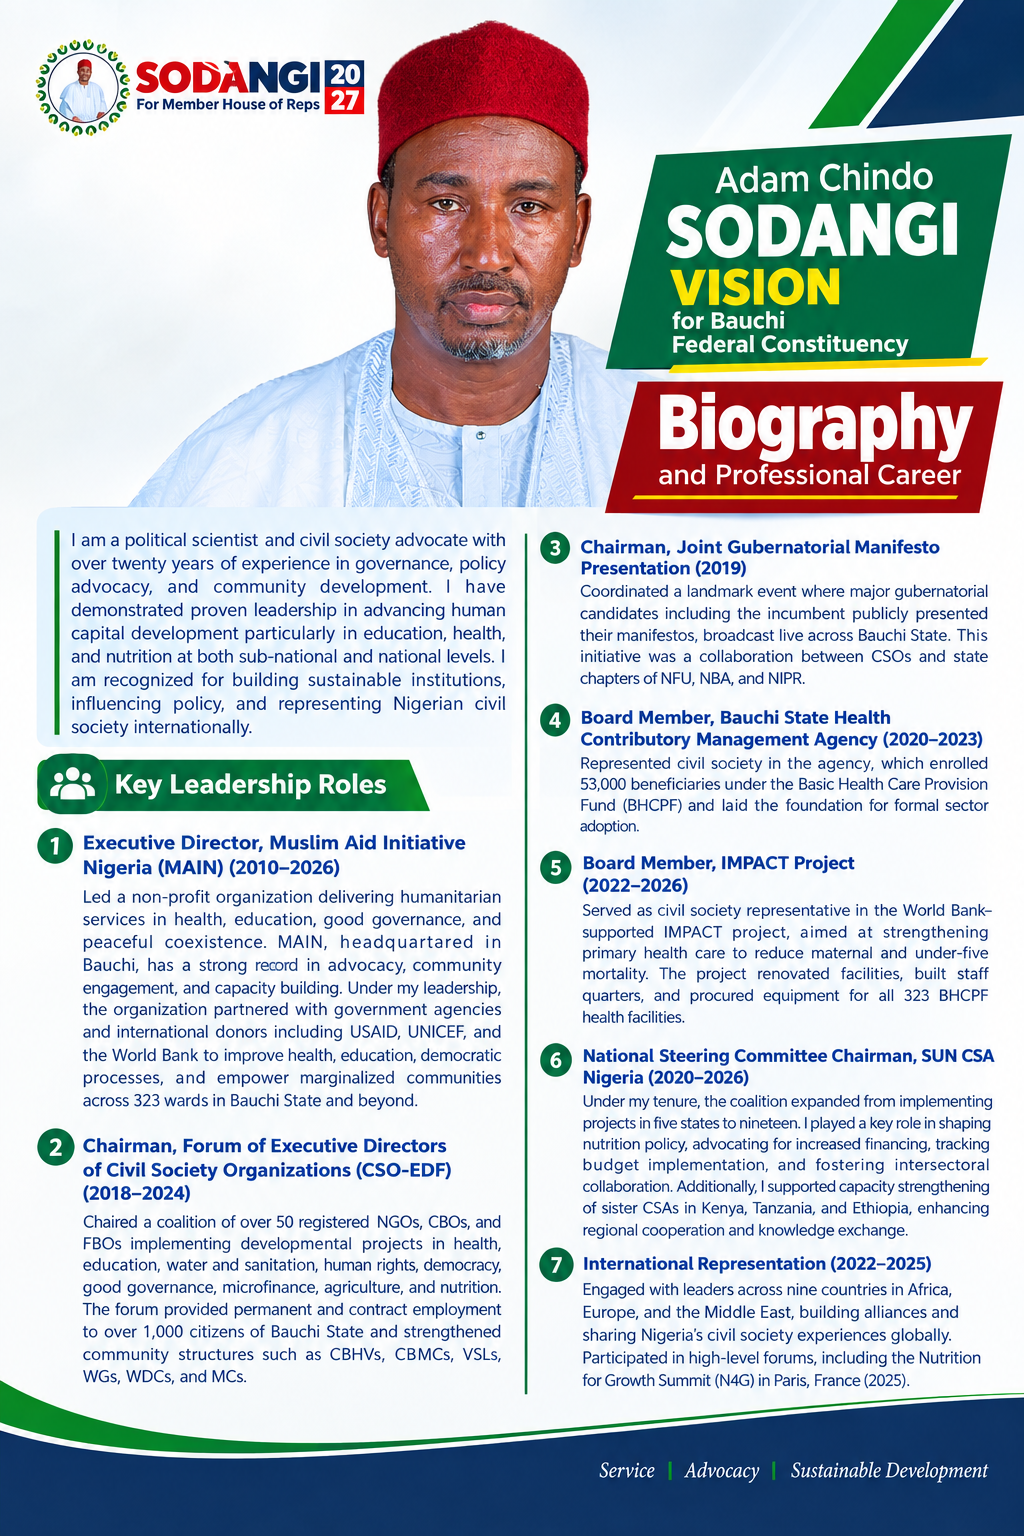 SODANGI 20 27
For Member House of Reps
Adam Chindo
SODANGI
VISION
for Bauchi
Federal Constituency
Biography
and Professional Career
I am a political scientist and civil society advocate with
over twenty years of experience in governance, policy
advocacy, and community development. I have
demonstrated proven leadership in advancing human
capital development particularly in education, health,
and nutrition at both sub-national and national levels. I
am recognized for building sustainable institutions,
influencing policy, and representing Nigerian civil
society internationally.
Key Leadership Roles
1 Executive Director, Muslim Aid Initiative
Nigeria (MAIN) (2010–2026)
Led a non-profit organization delivering humanitarian
services in health, education, good governance, and
peaceful coexistence. MAIN, headquartared in
Bauchi, has a strong record in advocacy, community
engagement, and capacity building. Under my leadership,
the organization partnered with government agencies
and international donors including USAID, UNICEF, and
the World Bank to improve health, education, democratic
processes, and empower marginalized communities
across 323 wards in Bauchi State and beyond.
2 Chairman, Forum of Executive Directors
of Civil Society Organizations (CSO-EDF)
(2018–2024)
Chaired a coalition of over 50 registered NGOs, CBOs, and
FBOs implementing developmental projects in health,
education, water and sanitation, human rights, democracy,
good governance, microfinance, agriculture, and nutrition.
The forum provided permanent and contract employment
to over 1,000 citizens of Bauchi State and strengthened
community structures such as CBHVs, CBMCs, VSLs,
WGs, WDCs, and MCs.
3 Chairman, Joint Gubernatorial Manifesto
Presentation (2019)
Coordinated a landmark event where major gubernatorial
candidates including the incumbent publicly presented
their manifestos, broadcast live across Bauchi State. This
initiative was a collaboration between CSOs and state
chapters of NFU, NBA, and NIPR.
4 Board Member, Bauchi State Health
Contributory Management Agency (2020–2023)
Represented civil society in the agency, which enrolled
53,000 beneficiaries under the Basic Health Care Provision
Fund (BHCPF) and laid the foundation for formal sector
adoption.
5 Board Member, IMPACT Project
(2022–2026)
Served as civil society representative in the World Bank–
supported IMPACT project, aimed at strengthening
primary health care to reduce maternal and under-five
mortality. The project renovated facilities, built staff
quarters, and procured equipment for all 323 BHCPF
health facilities.
6 National Steering Committee Chairman, SUN CSA
Nigeria (2020–2026)
Under my tenure, the coalition expanded from implementing
projects in five states to nineteen. I played a key role in shaping
nutrition policy, advocating for increased financing, tracking
budget implementation, and fostering intersectoral
collaboration. Additionally, I supported capacity strengthening
of sister CSAs in Kenya, Tanzania, and Ethiopia, enhancing
regional cooperation and knowledge exchange.
7 International Representation (2022–2025)
Engaged with leaders across nine countries in Africa,
Europe, and the Middle East, building alliances and
sharing Nigeria's civil society experiences globally.
Participated in high-level forums, including the Nutrition
for Growth Summit (N4G) in Paris, France (2025).
Service | Advocacy | Sustainable Development